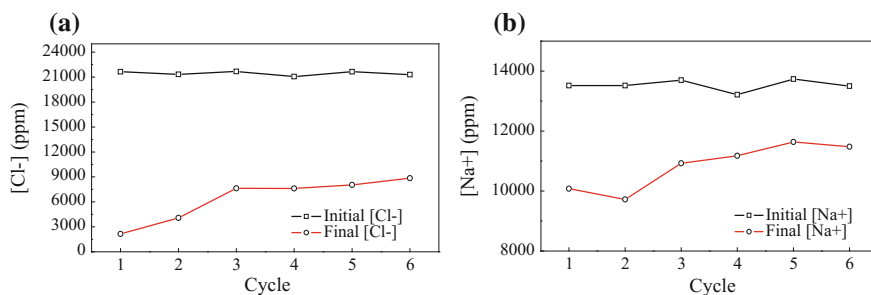 (a)
24000
21000
18000
15000
12000
9000
6000
3000
0
[Cl-] (ppm)
Initial [Cl-]
Final [Cl-]
1 2 3 4 5 6
Cycle
(b)
14000
12000
10000
8000
[Na+] (ppm)
Initial [Na+]
Final [Na+]
1 2 3 4 5 6
Cycle